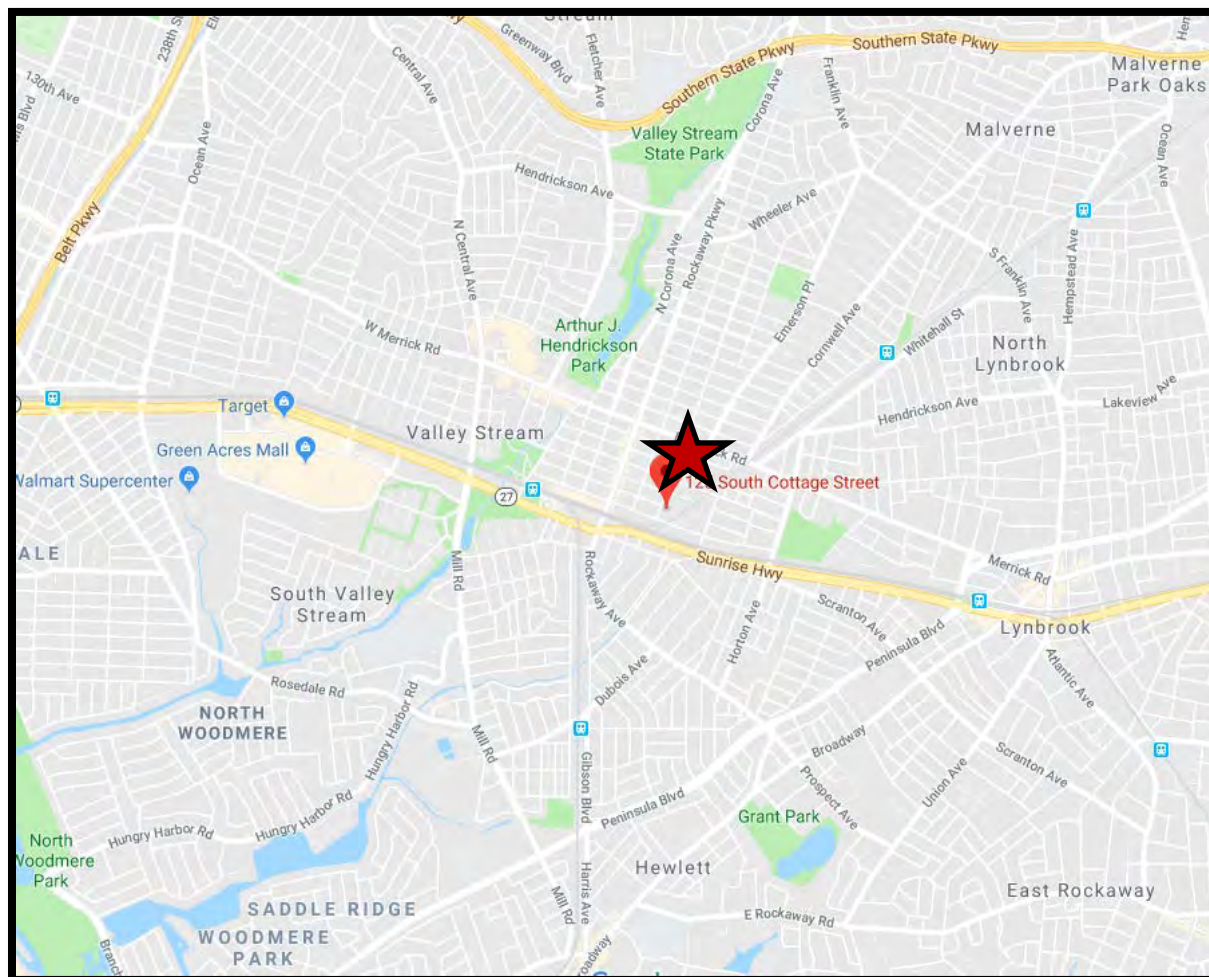 Stream
238th St
Greenway Blvd
Fletcher Ave
Southern State Pkwy
Southern State Pkwy
Malverne
Park Oaks
130th Ave
Central Ave
Corona Ave
Franklin Ave
Valley Stream
State Park
Malverne
Ocean Ave
Ocean Ave
Hendrickson Ave
Wheeler Ave
Belt Pkwy
N Central Ave
Rockaway Pkwy
N Corona Ave
S Franklin Ave
Hempstead Ave
Emerson Pl
Cornwell Ave
Whitehall St
W Merrick Rd
Arthur J.
Hendrickson
Park
North
Lynbrook
Target
Hendrickson Ave
Lakeview Ave
Valley Stream
Green Acres Mall
Rd
Walmart Supercenter
South Cottage Street
27
ALE
Sunrise Hwy
Merrick Rd
Mill Rd
Rockaway Ave
South Valley
Stream
Horton Ave
Scranton Ave
Peninsula Blvd
Lynbrook
Atlantic Ave
Dubois Ave
Rosedale Rd
Hungry Harbor Rd
NORTH
WOODMERE
Mill Rd
Broadway
Gibson Blvd
Prospect Ave
Union Ave
Scranton Ave
Hungry Harbor Rd
Hungry Harbor Rd
Peninsula Blvd
Grant Park
North
Woodmere
Park
Hewlett
Harris Ave
East Rockaway
Mill Rd
SADDLE RIDGE
E Rockaway Rd
WOODMERE
PARK
Branch
Broadway